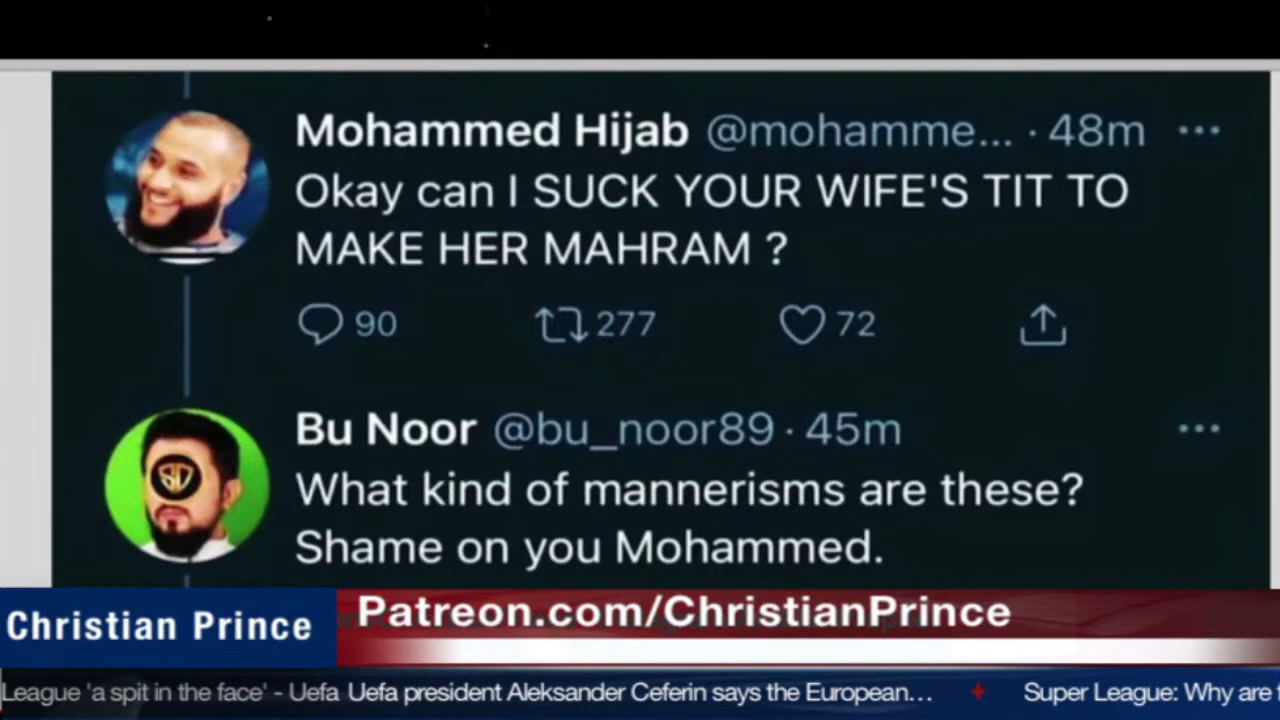 Mohammed Hijab @mohamme... · 48m
Okay can I SUCK YOUR WIFE'S TIT TO
MAKE HER MAHRAM ?
90 277 72
Bu Noor @bu_noor89 · 45m
What kind of mannerisms are these?
Shame on you Mohammed.
Christian Prince
Patreon.com/ChristianPrince
League 'a spit in the face' - Uefa Uefa president Aleksander Ceferin says the European... Super League: Why are